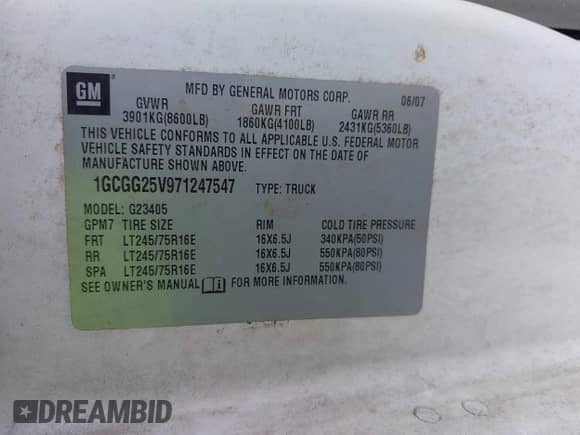 GM
MFD BY GENERAL MOTORS CORP. 06/07
GVWR GAWR FRT GAWR RR
3901KG(8600LB) 1860KG(4100LB) 2431KG(5360LB)
THIS VEHICLE CONFORMS TO ALL APPLICABLE U.S. FEDERAL MOTOR
VEHICLE SAFETY STANDARDS IN EFFECT ON THE DATE OF
MANUFACTURE SHOWN ABOVE.
1GCGG25V971247547 TYPE: TRUCK
MODEL: G23405
GPM7 TIRE SIZE RIM COLD TIRE PRESSURE
FRT LT245/75R16E 16X6.5J 340KPA(50PSI)
RR LT245/75R16E 16X6.5J 550KPA(80PSI)
SPA LT245/75R16E 16X6.5J 550KPA(80PSI)
SEE OWNER'S MANUAL FOR MORE INFORMATION.
DREAMBID